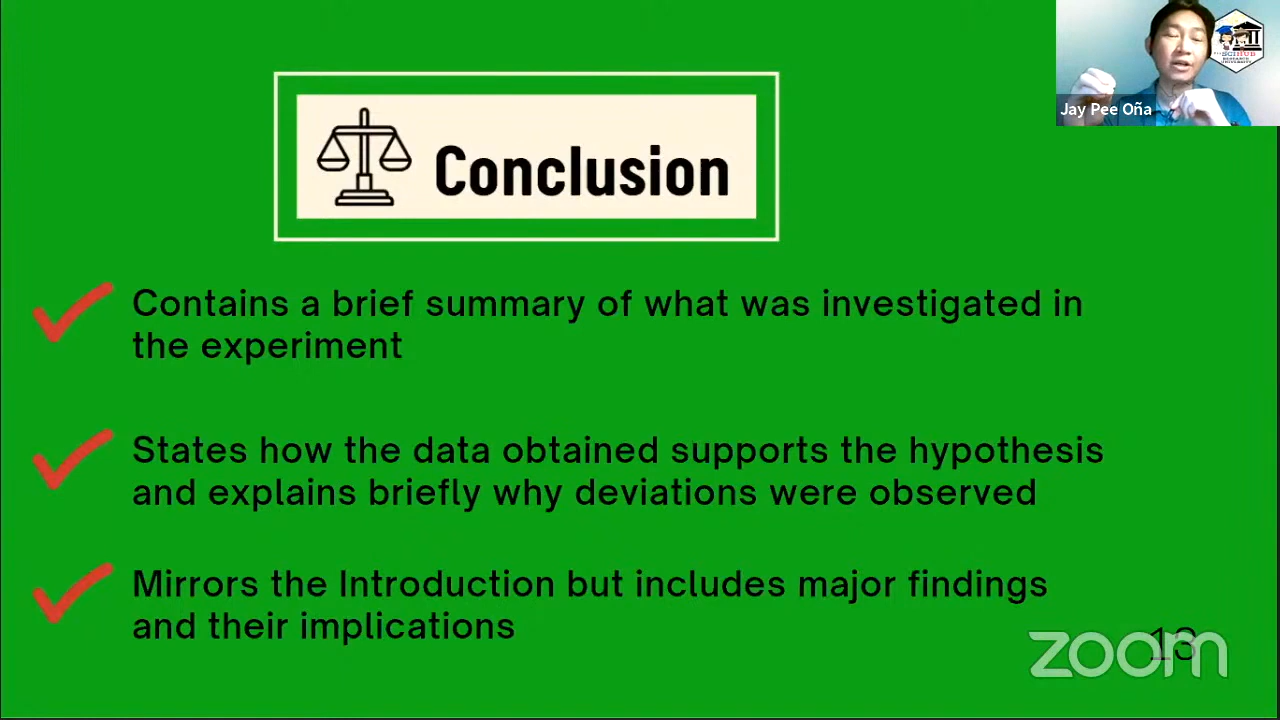 SCIHUB
Jay Pee Oña
Conclusion
Contains a brief summary of what was investigated in
the experiment
States how the data obtained supports the hypothesis
and explains briefly why deviations were observed
Mirrors the Introduction but includes major findings
and their implications
13
zoom